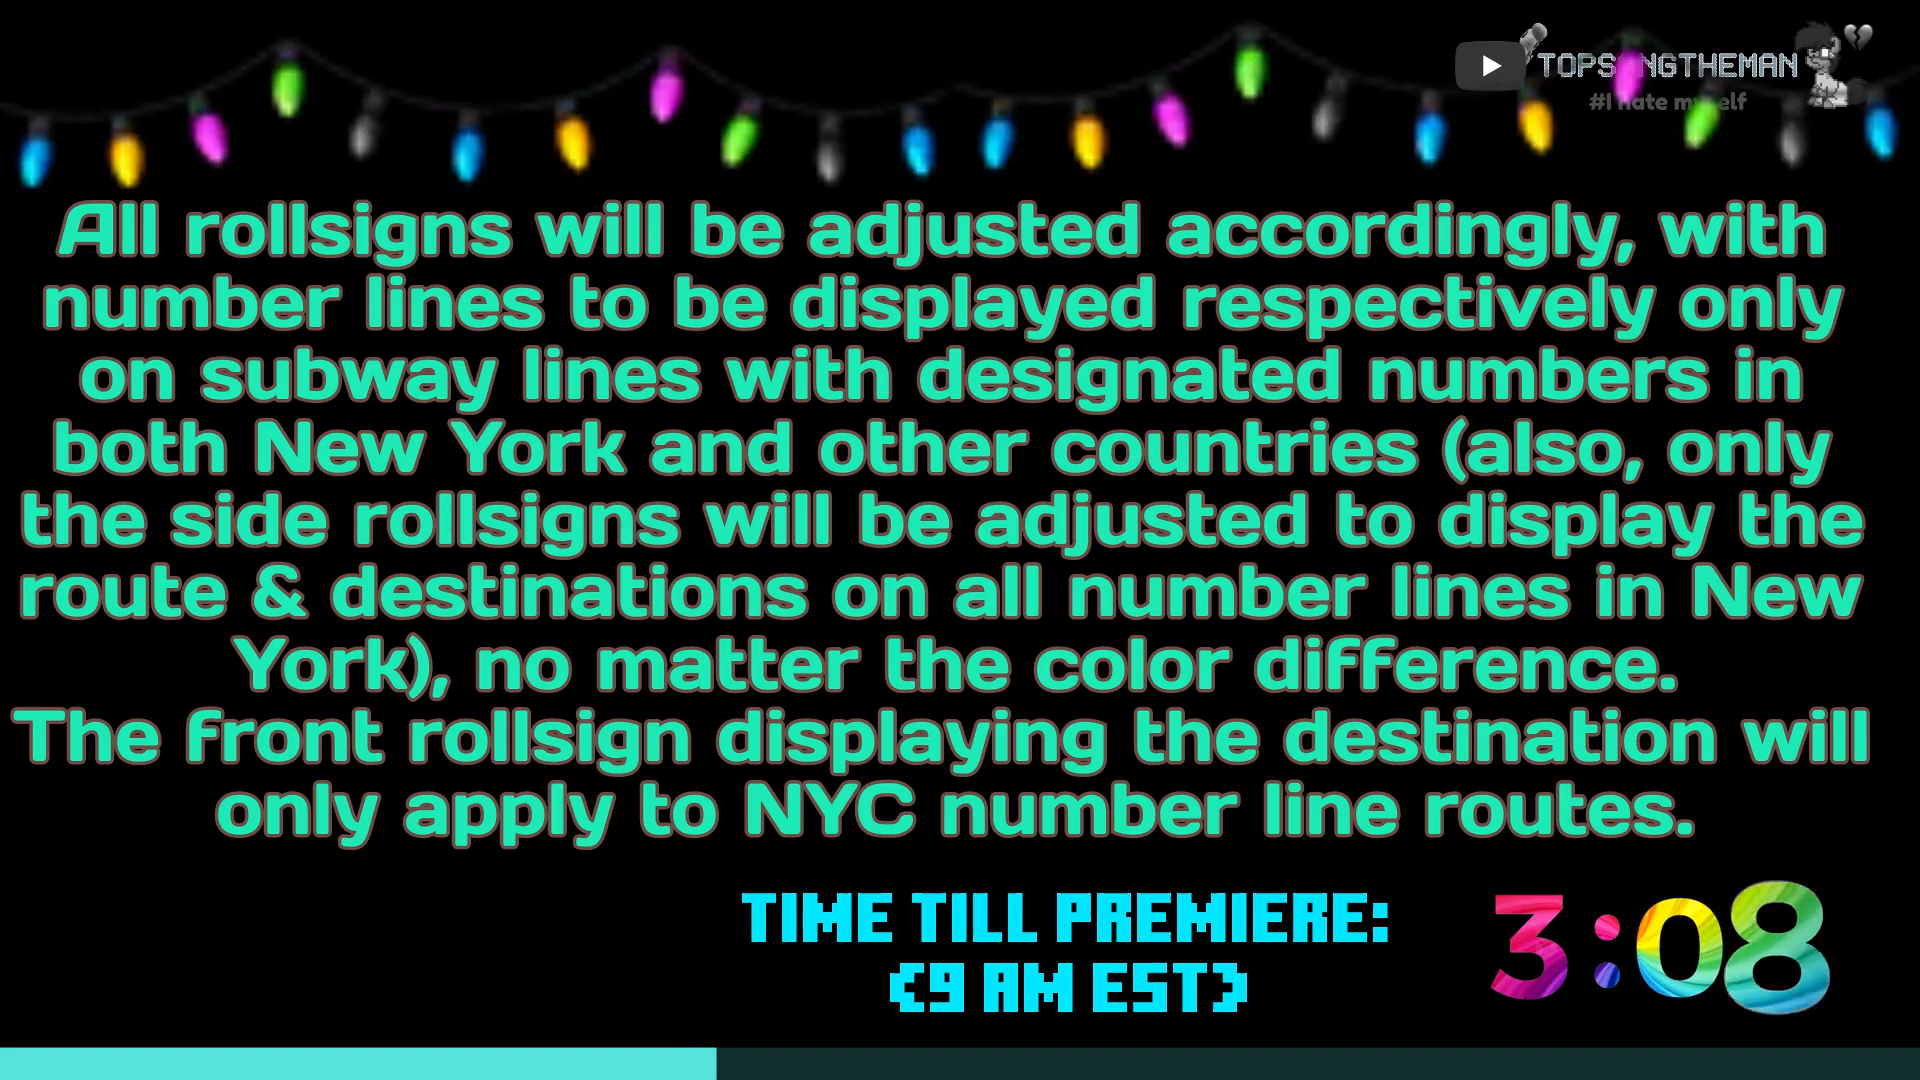 TOPSONGTHEMAN
#I hate myself
All rollsigns will be adjusted accordingly, with
number lines to be displayed respectively only
on subway lines with designated numbers in
both New York and other countries (also, only
the side rollsigns will be adjusted to display the
route & destinations on all number lines in New
York), no matter the color difference.
The front rollsign displaying the destination will
only apply to NYC number line routes.
TIME TILL PREMIERE:
(9 AM EST)
3:08